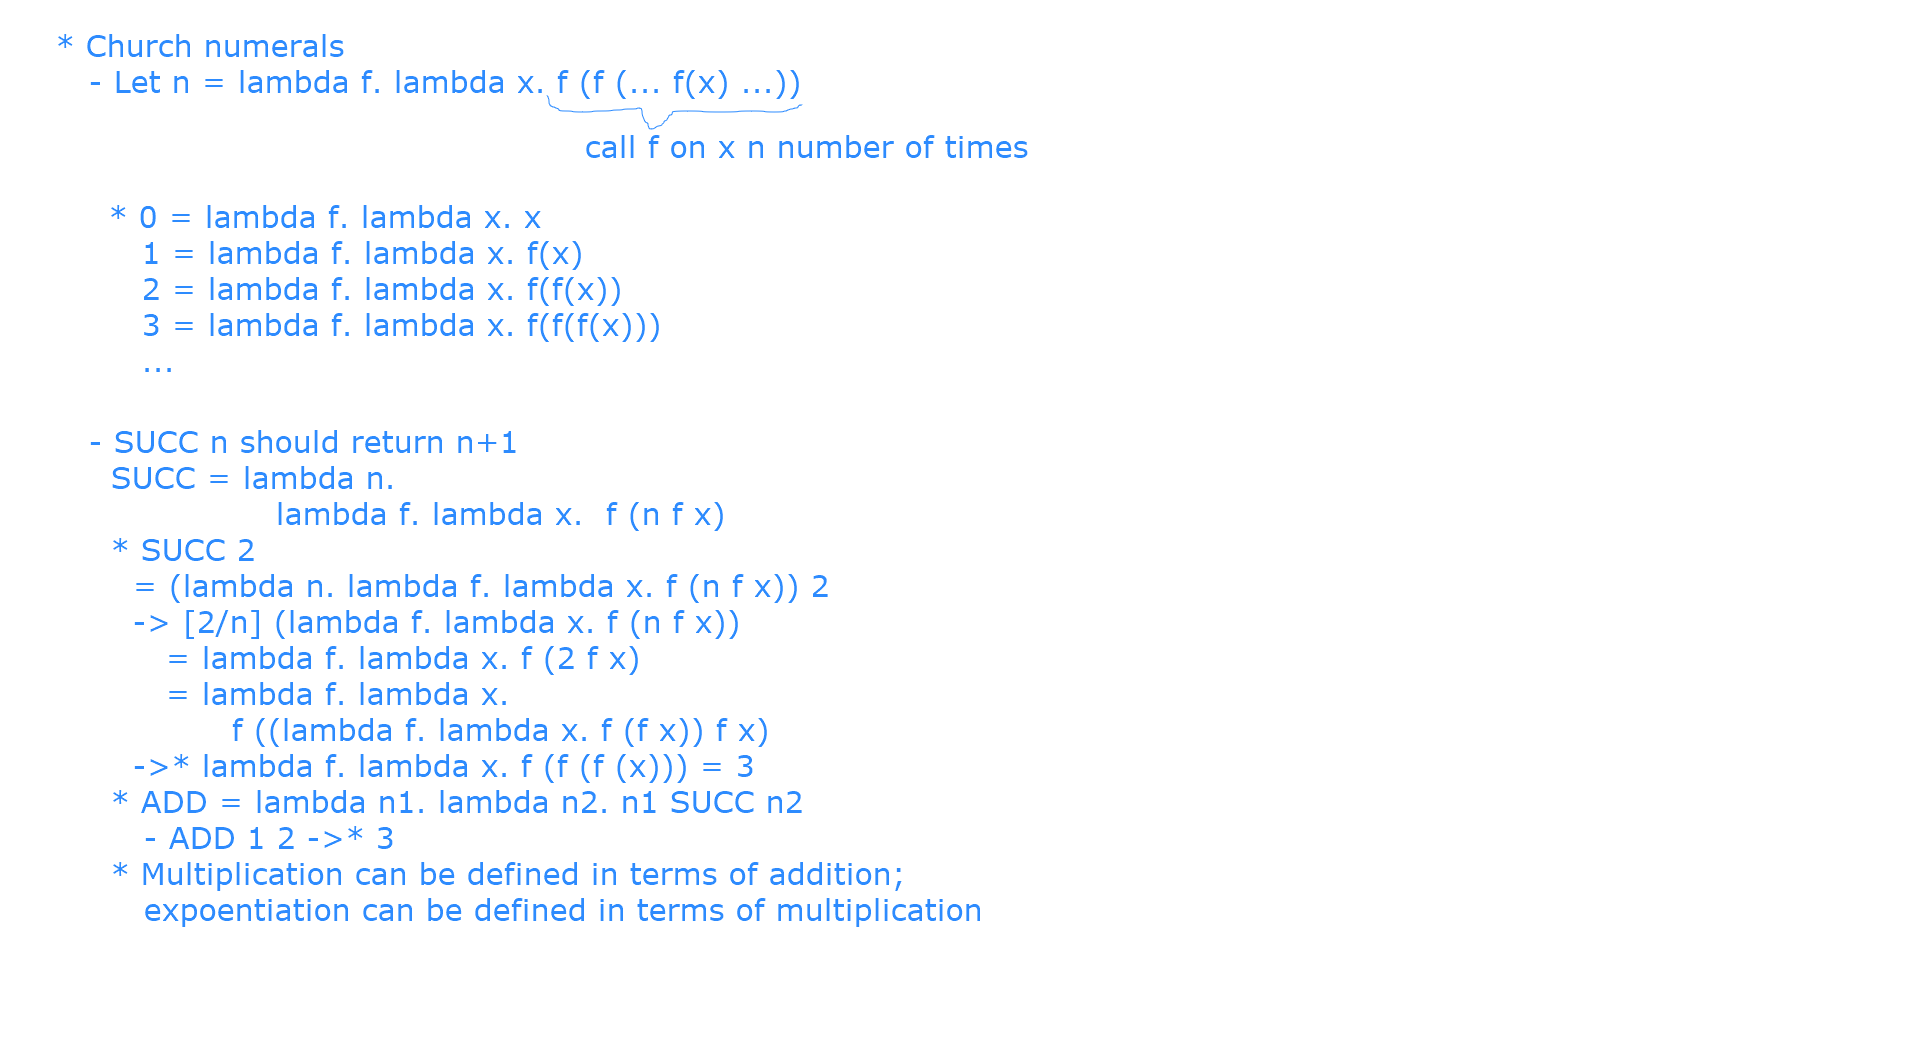 * Church numerals
- Let n = lambda f. lambda x. f (f (... f(x) ...))
call f on x n number of times
* 0 = lambda f. lambda x. x
1 = lambda f. lambda x. f(x)
2 = lambda f. lambda x. f(f(x))
3 = lambda f. lambda x. f(f(f(x)))
...
- SUCC n should return n+1
SUCC = lambda n.
lambda f. lambda x.  f (n f x)
* SUCC 2
= (lambda n. lambda f. lambda x. f (n f x)) 2
-> [2/n] (lambda f. lambda x. f (n f x))
= lambda f. lambda x. f (2 f x)
= lambda f. lambda x.
f ((lambda f. lambda x. f (f x)) f x)
->* lambda f. lambda x. f (f (f (x))) = 3
* ADD = lambda n1. lambda n2. n1 SUCC n2
- ADD 1 2 ->* 3
* Multiplication can be defined in terms of addition;
expoentiation can be defined in terms of multiplication